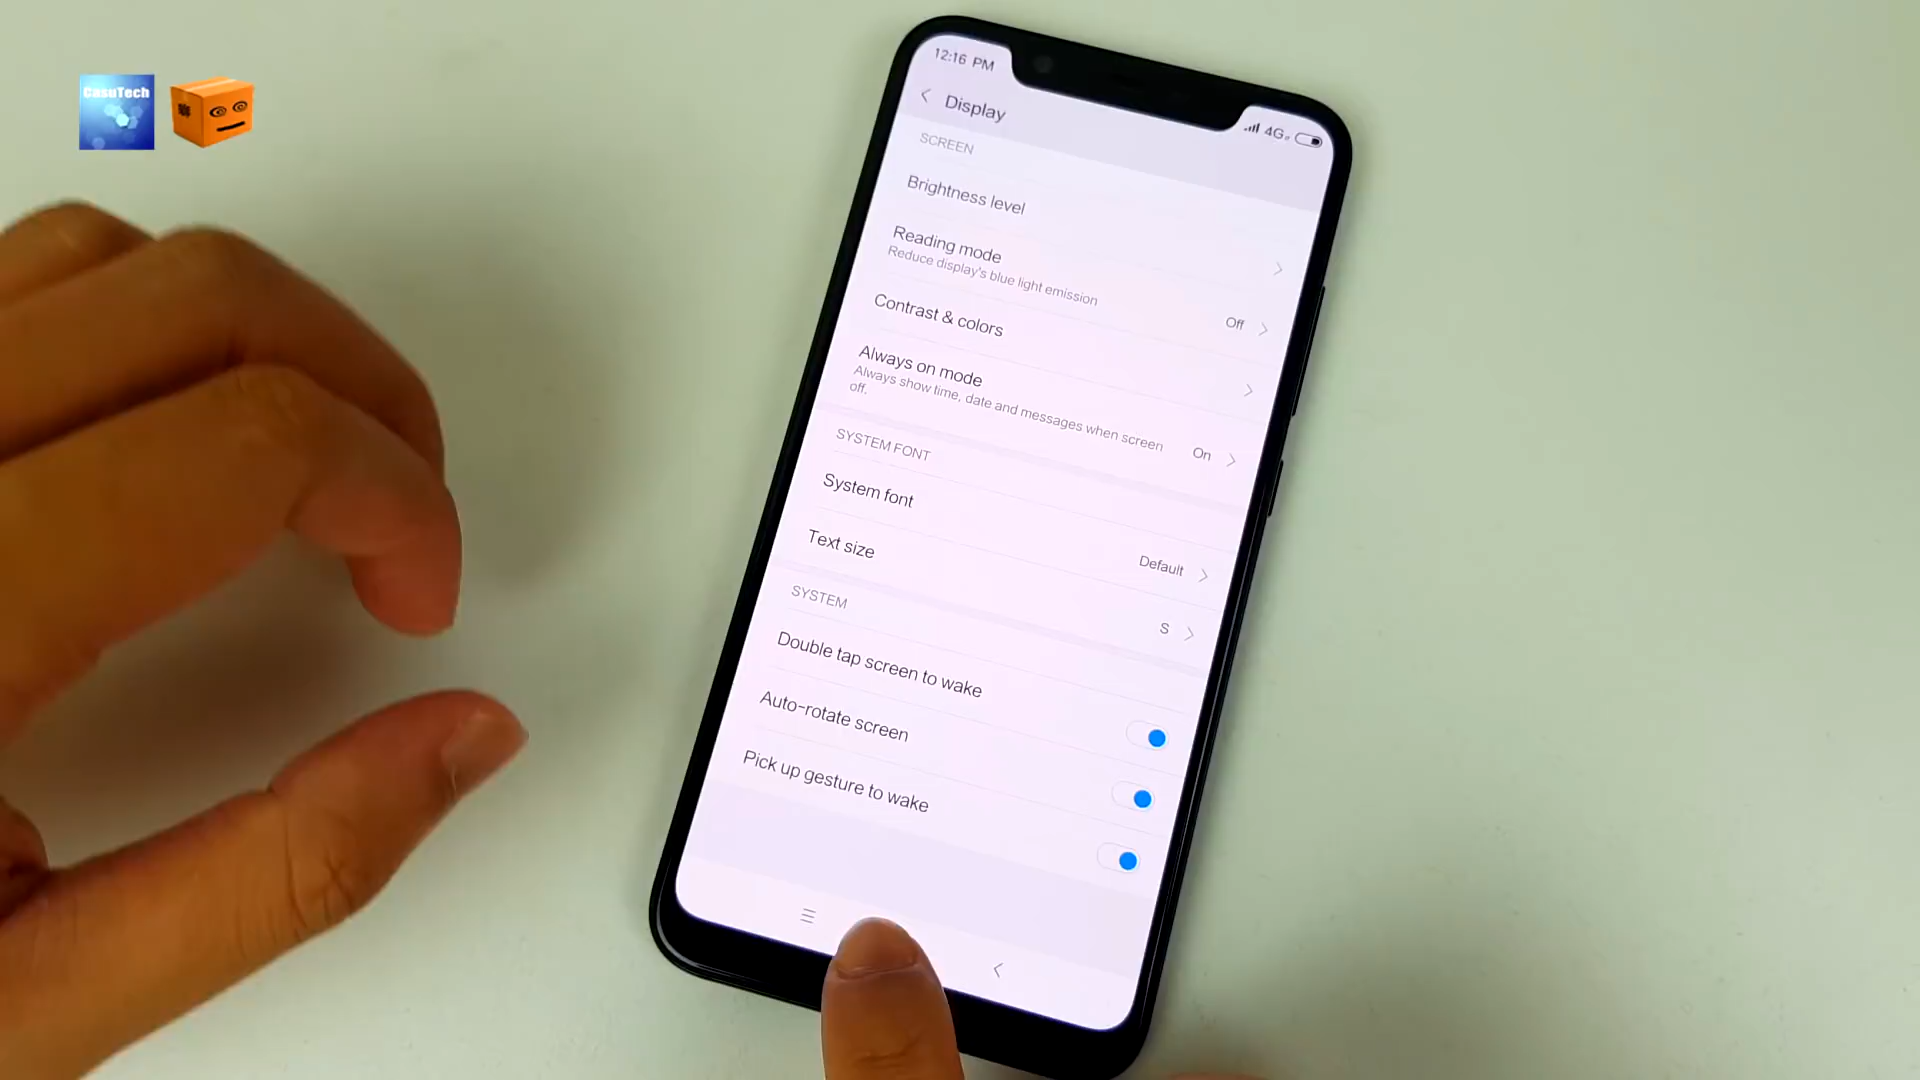 CasuTech
12:16 PM
4G
Display
SCREEN
Brightness level
Reading mode
Reduce display's blue light emission
Off
Contrast & colors
Always on mode
Always show time, date and messages when screen
off.
On
SYSTEM FONT
System font
Default
Text size
S
SYSTEM
Double tap screen to wake
Auto-rotate screen
Pick up gesture to wake